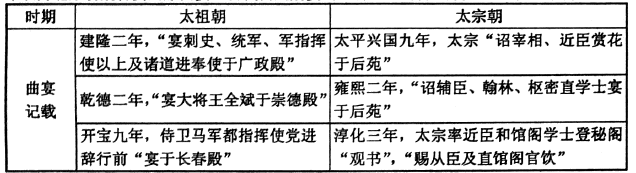 时期 太祖朝 太宗朝
曲宴记载
建隆二年，“宴刺史、统军、军指挥
使以上及诸道进奉使于广政殿”
太平兴国九年，太宗“诏宰相、近臣赏花
于后苑”
乾德二年，“宴大将王全斌于崇德殿”
雍熙二年，“诏辅臣、翰林、枢密直学士宴
于后苑”
开宝九年，侍卫马军都指挥使党进
辞行前“宴于长春殿”
淳化三年，太宗率近臣和馆阁学士登秘阁
“观书”，“赐从臣及直馆阁官饮”